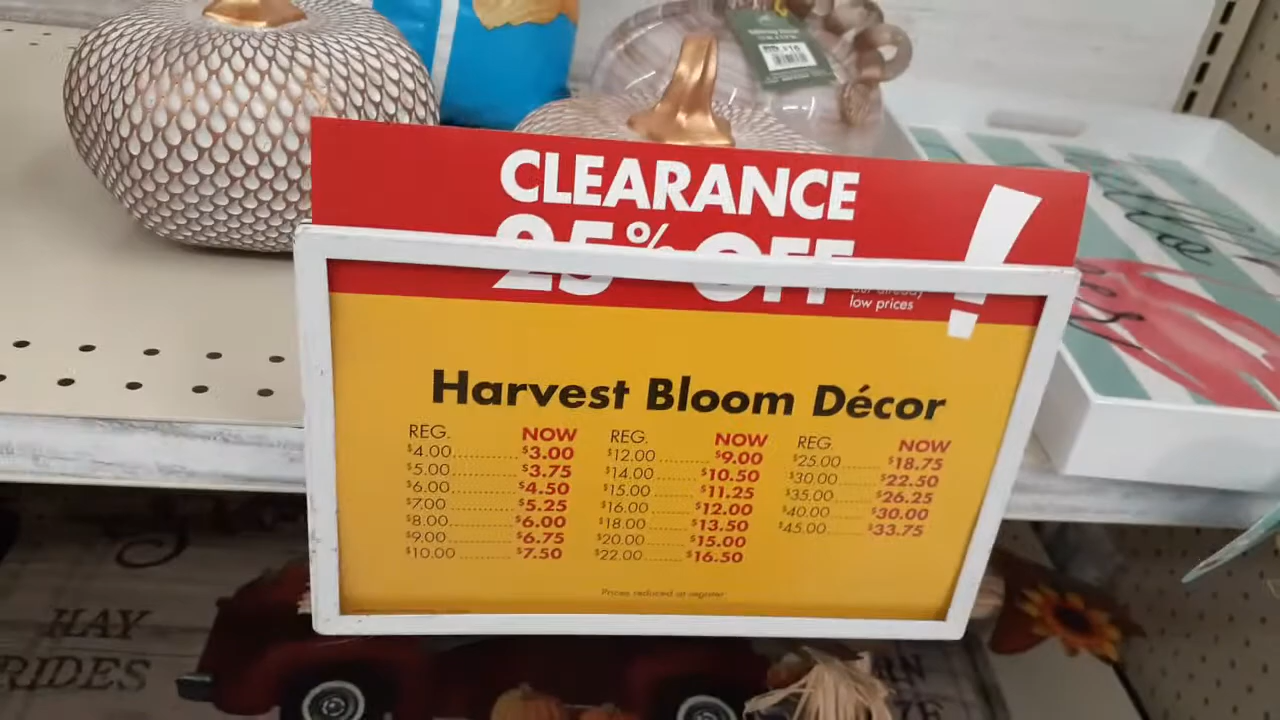 CLEARANCE
25% OFF
our already
low prices
!
Harvest Bloom Décor
REG. NOW
$4.00 $3.00
$5.00 $3.75
$6.00 $4.50
$7.00 $5.25
$8.00 $6.00
$9.00 $6.75
$10.00 $7.50
REG. NOW
$12.00 $9.00
$14.00 $10.50
$15.00 $11.25
$16.00 $12.00
$18.00 $13.50
$20.00 $15.00
$22.00 $16.50
REG. NOW
$25.00 $18.75
$30.00 $22.50
$35.00 $26.25
$40.00 $30.00
$45.00 $33.75
Prices reduced at register
HAY
RIDES